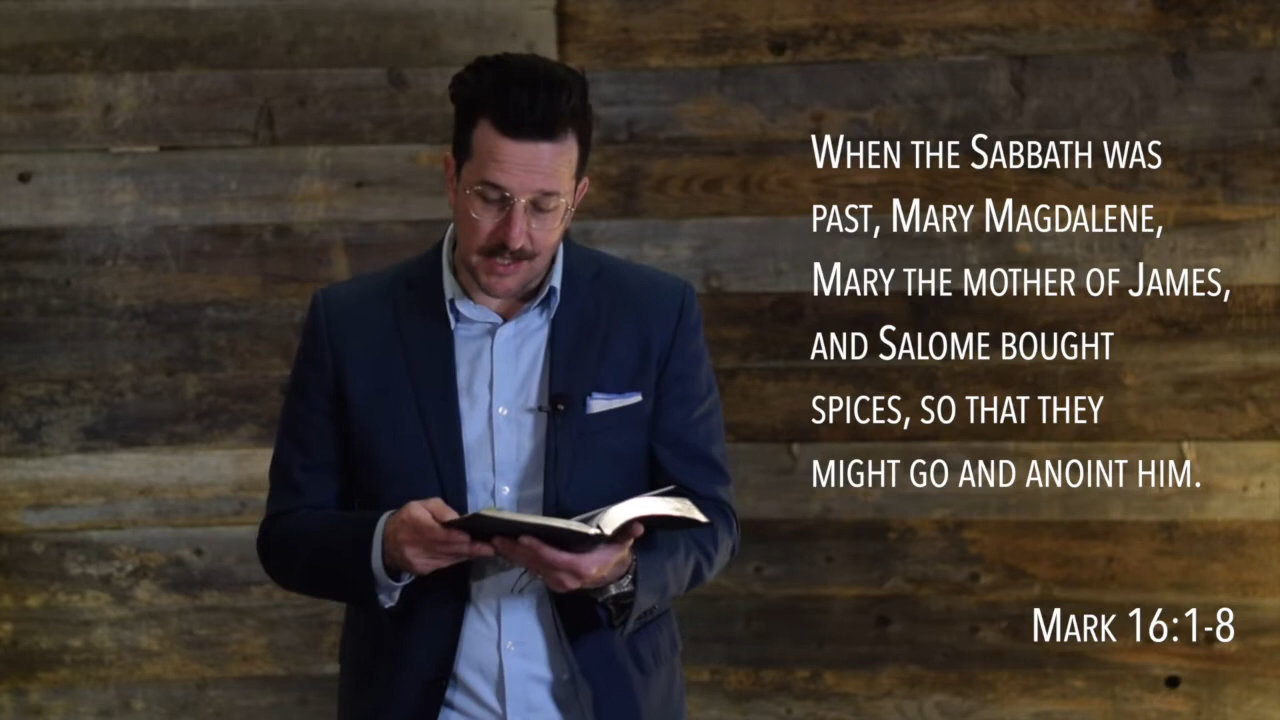 When the Sabbath was
past, Mary Magdalene,
Mary the mother of James,
and Salome bought
spices, so that they
might go and anoint him.
Mark 16:1-8